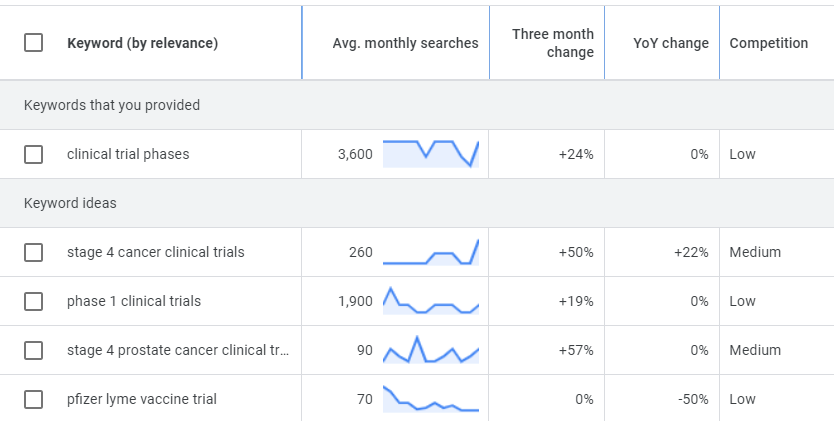 Keyword (by relevance) Avg. monthly searches Three month change YoY change Competition
Keywords that you provided
clinical trial phases 3,600 +24% 0% Low
Keyword ideas
stage 4 cancer clinical trials 260 +50% +22% Medium
phase 1 clinical trials 1,900 +19% 0% Low
stage 4 prostate cancer clinical tr... 90 +57% 0% Medium
pfizer lyme vaccine trial 70 0% -50% Low